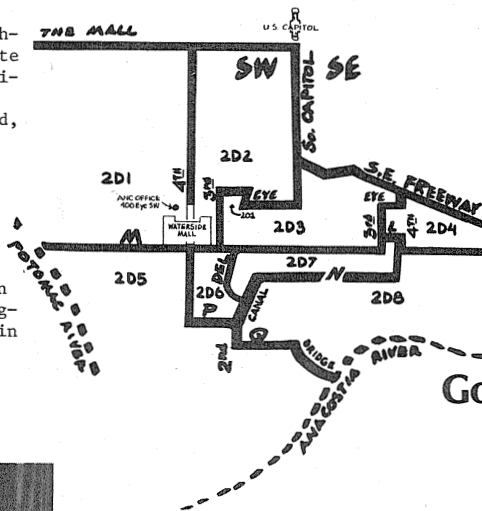 h-
te
i-
d,
n
g-
in
THE MALL
U.S. CAPITOL
SW
SE
So. CAPITOL
2D1
4TH
2D2
3RD
EYE
201
S.E. FREEWAY
ANC OFFICE
400 Eye SW
WATERSIDE
MALL
2D3
EYE
3RD
L
4TH
2D4
M
POTOMAC
RIVER
2D5
DEL
2D7
2D6
CANAL
N
2D8
P
2ND
Q
BRIDGE
ANACOSTIA RIVER
Go